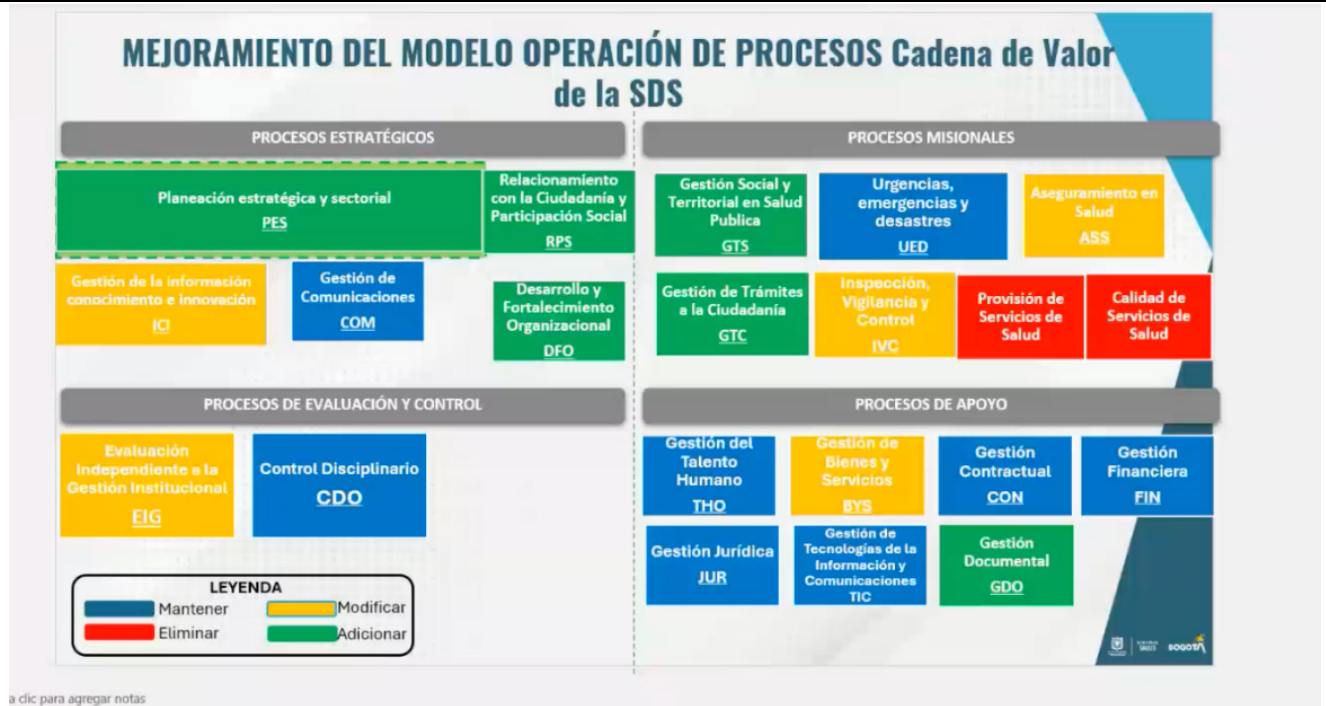 MEJORAMIENTO DEL MODELO OPERACIÓN DE PROCESOS Cadena de Valor
de la SDS
PROCESOS ESTRATÉGICOS
Planeación estratégica y sectorial
PES
Relacionamiento
con la Ciudadanía y
Participación Social
RPS
Gestión de la información
conocimiento e innovación
ICI
Gestión de
Comunicaciones
COM
Desarrollo y
Fortalecimiento
Organizacional
DFO
PROCESOS MISIONALES
Gestión Social y
Territorial en Salud
Publica
GTS
Urgencias,
emergencias y
desastres
UED
Aseguramiento en
Salud
ASS
Gestión de Trámites
a la Ciudadanía
GTC
Inspección,
Vigilancia y
Control
IVC
Provisión de
Servicios de
Salud
Calidad de
Servicios de
Salud
PROCESOS DE EVALUACIÓN Y CONTROL
Evaluación
Independiente a la
Gestión Institucional
EIG
Control Disciplinario
CDO
PROCESOS DE APOYO
Gestión del
Talento
Humano
THO
Gestión de
Bienes y
Servicios
BYS
Gestión
Contractual
CON
Gestión
Financiera
FIN
Gestión Jurídica
JUR
Gestión de
Tecnologías de la
Información y
Comunicaciones
TIC
Gestión
Documental
GDO
LEYENDA
Mantener
Modificar
Eliminar
Adicionar
SALUD
BOGOTÁ
a clic para agregar notas